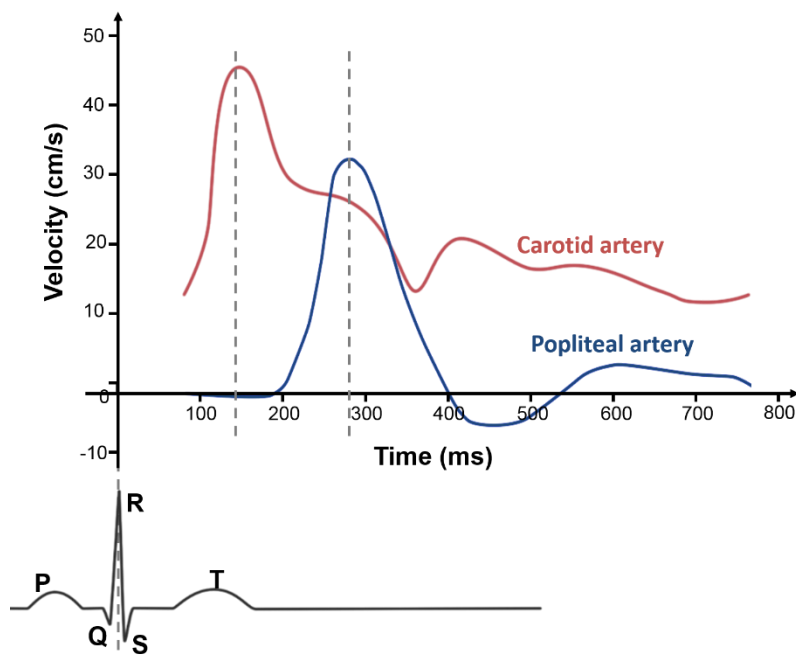 50
40
30
20
10
0
-10
Velocity (cm/s)
Carotid artery
Popliteal artery
100 200 300 400 500 600 700 800
Time (ms)
R
P
T
Q
S